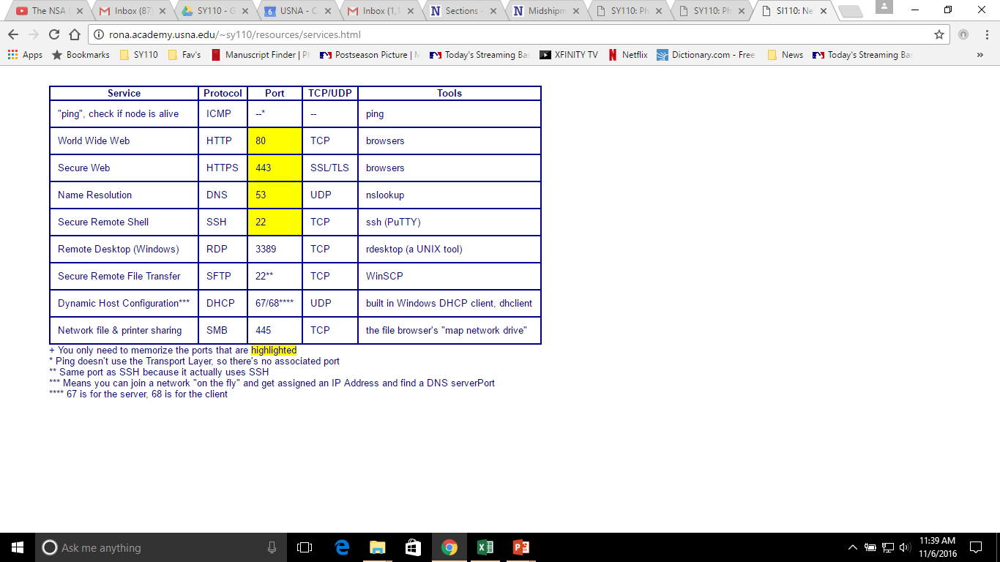 The NSA
Inbox (87
SY110 - G
USNA - C
Inbox (1,1
Sections -
Midshipm
SY110: Ph
SY110: Ph
SI110: Ne
rona.academy.usna.edu/~sy110/resources/services.html
Apps Bookmarks SY110 Fav's Manuscript Finder | Postseason Picture | Today's Streaming Bas XFINITY TV Netflix Dictionary.com - Free News Today's Streaming Ba
Service Protocol Port TCP/UDP Tools
"ping", check if node is alive ICMP --* -- ping
World Wide Web HTTP 80 TCP browsers
Secure Web HTTPS 443 SSL/TLS browsers
Name Resolution DNS 53 UDP nslookup
Secure Remote Shell SSH 22 TCP ssh (PuTTY)
Remote Desktop (Windows) RDP 3389 TCP rdesktop (a UNIX tool)
Secure Remote File Transfer SFTP 22** TCP WinSCP
Dynamic Host Configuration*** DHCP 67/68**** UDP built in Windows DHCP client, dhclient
Network file & printer sharing SMB 445 TCP the file browser's "map network drive"
+ You only need to memorize the ports that are highlighted
* Ping doesn't use the Transport Layer, so there's no associated port
** Same port as SSH because it actually uses SSH
*** Means you can join a network "on the fly" and get assigned an IP Address and find a DNS serverPort
**** 67 is for the server, 68 is for the client
Ask me anything
11:39 AM
11/6/2016